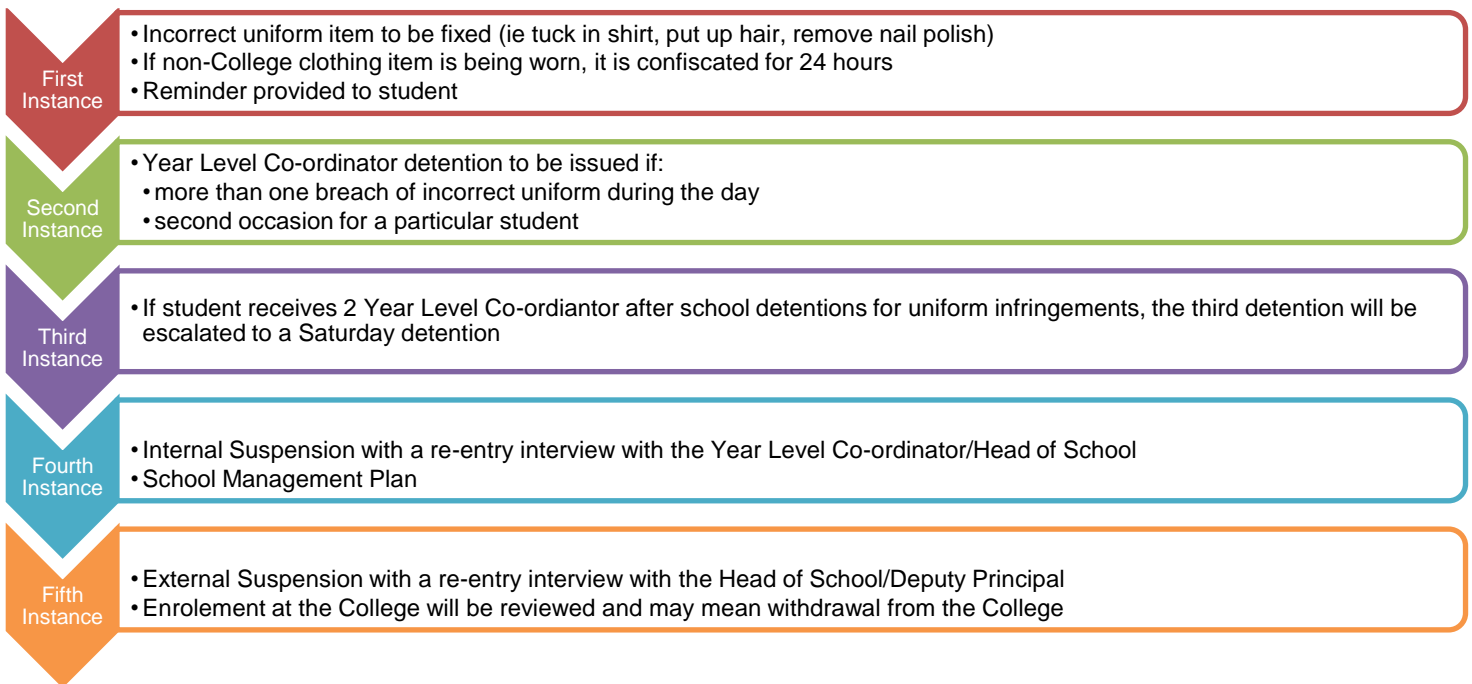 First
Instance
• Incorrect uniform item to be fixed (ie tuck in shirt, put up hair, remove nail polish)
• If non-College clothing item is being worn, it is confiscated for 24 hours
• Reminder provided to student
Second
Instance
• Year Level Co-ordinator detention to be issued if:
• more than one breach of incorrect uniform during the day
• second occasion for a particular student
Third
Instance
• If student receives 2 Year Level Co-ordiantor after school detentions for uniform infringements, the third detention will be
escalated to a Saturday detention
Fourth
Instance
• Internal Suspension with a re-entry interview with the Year Level Co-ordinator/Head of School
• School Management Plan
Fifth
Instance
• External Suspension with a re-entry interview with the Head of School/Deputy Principal
• Enrolement at the College will be reviewed and may mean withdrawal from the College